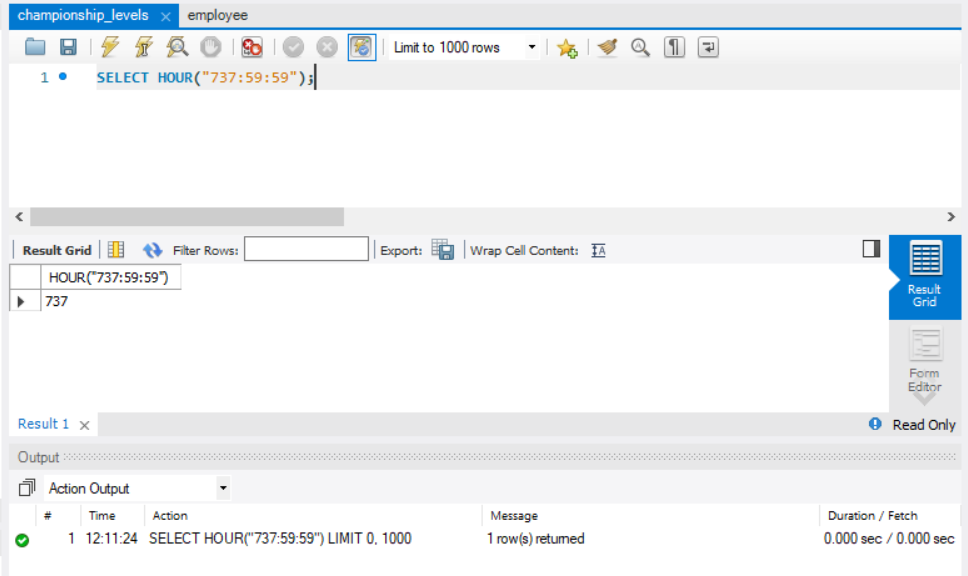 championship_levels × employee
Limit to 1000 rows
1 SELECT HOUR("737:59:59");
Result Grid Filter Rows: Export: Wrap Cell Content: IA
HOUR("737:59:59")
737
Result
Grid
Form
Editor
Result 1 × Read Only
Output
Action Output
# Time Action Message Duration / Fetch
1 12:11:24 SELECT HOUR("737:59:59") LIMIT 0, 1000 1 row(s) returned 0.000 sec / 0.000 sec